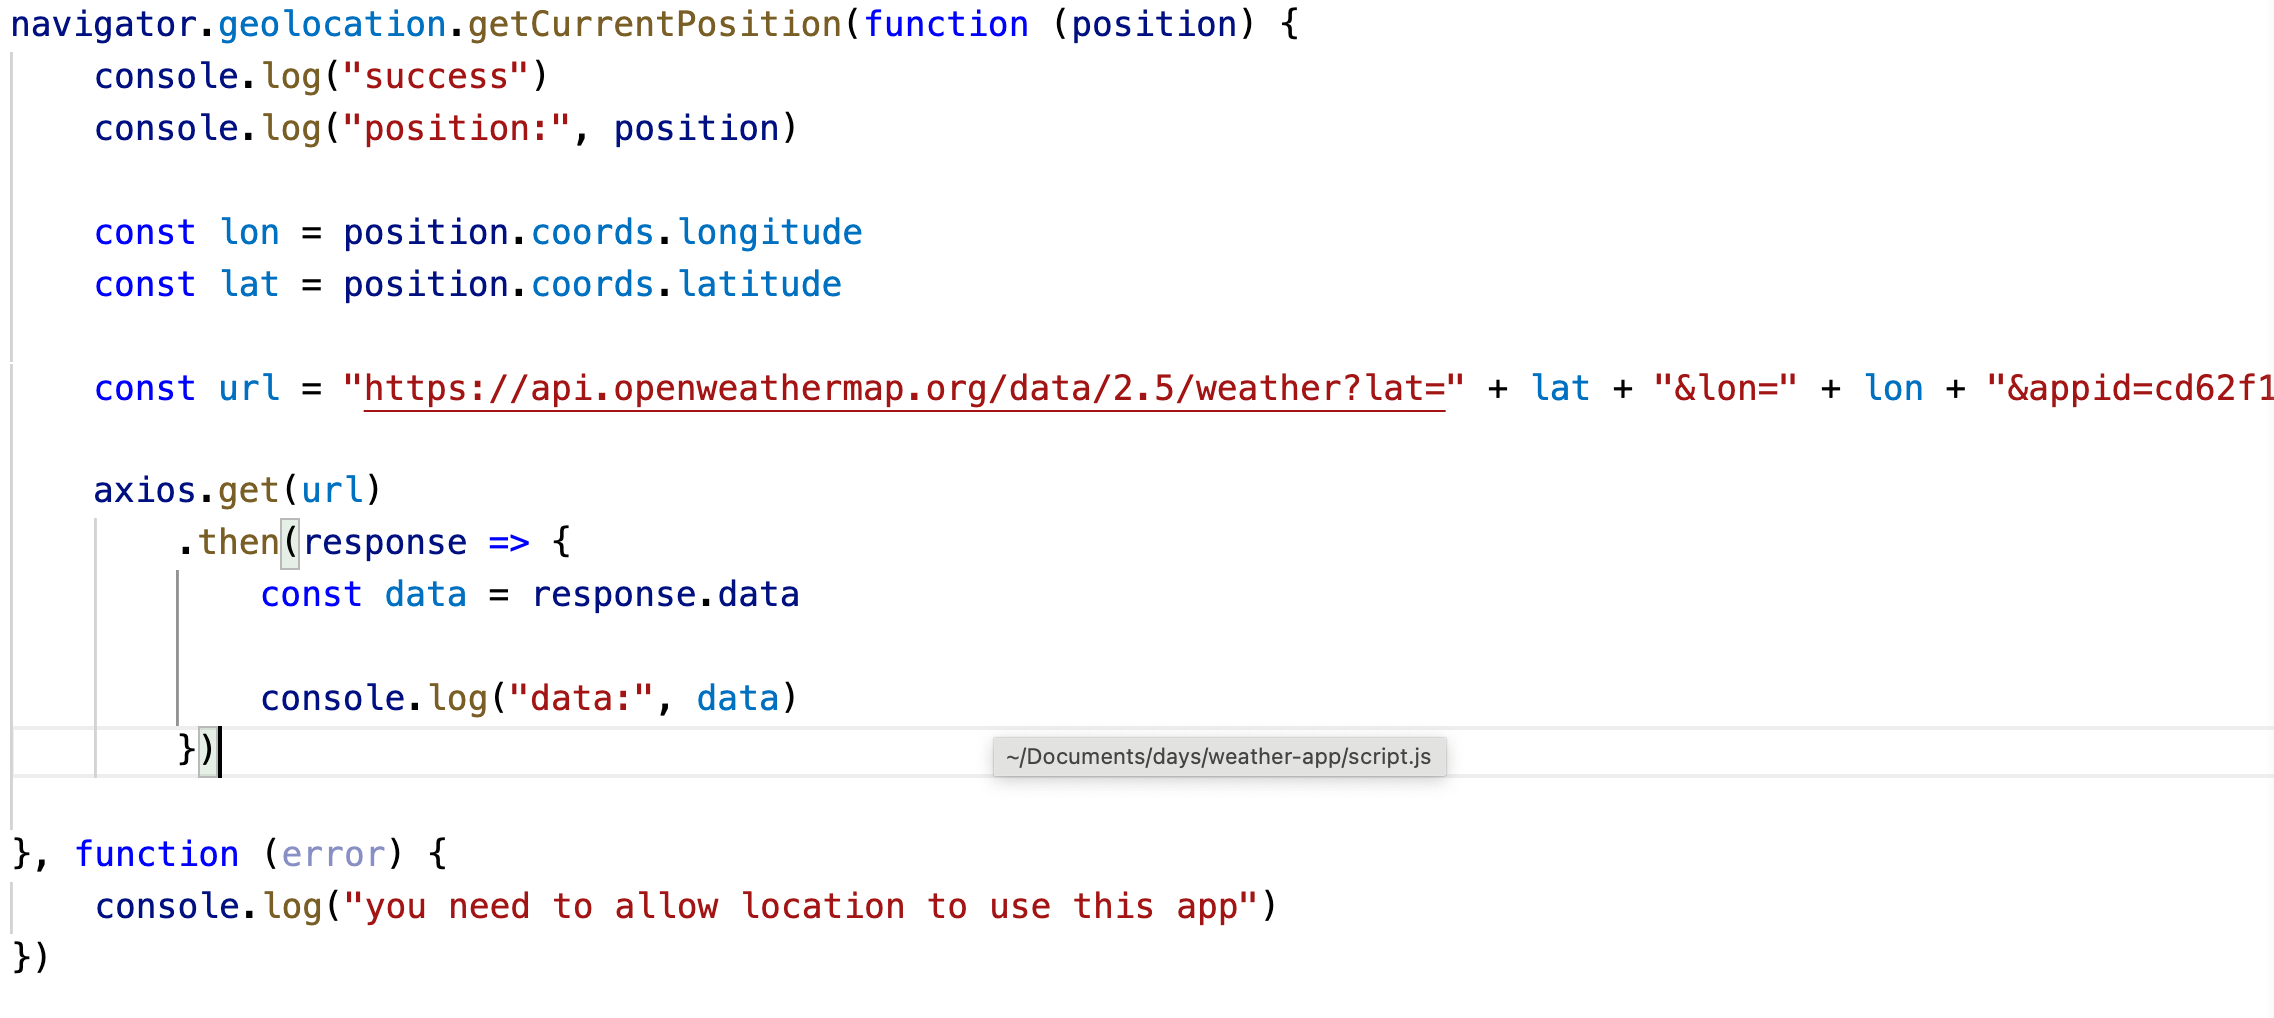 navigator.geolocation.getCurrentPosition(function (position) {
    console.log("success")
    console.log("position:", position)
    const lon = position.coords.longitude
    const lat = position.coords.latitude
    const url = "https://api.openweathermap.org/data/2.5/weather?lat=" + lat + "&lon=" + lon + "&appid=cd62f1
    axios.get(url)
        .then(response => {
            const data = response.data
            console.log("data:", data)
        })
~/Documents/days/weather-app/script.js
}, function (error) {
    console.log("you need to allow location to use this app")
})